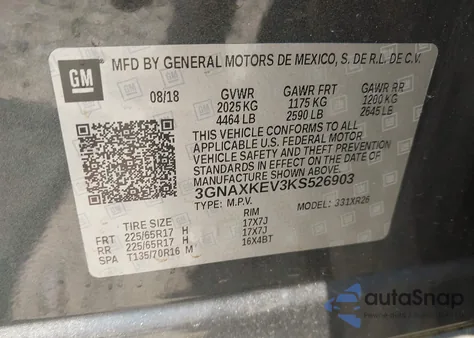 MFD BY GENERAL MOTORS DE MEXICO, S. DE R.L. DE C.V.
GM
08/18 GVWR GAWR FRT GAWR RR
2025 KG 1175 KG 1200 KG
4464 LB 2590 LB 2645 LB
THIS VEHICLE CONFORMS TO ALL
APPLICABLE U.S. FEDERAL MOTOR
VEHICLE SAFETY AND THEFT PREVENTION
STANDARDS IN EFFECT ON THE DATE OF
MANUFACTURE SHOWN ABOVE.
3GNAXKEV3KS526903
TYPE: M.P.V. MODEL: 331XR26
TIRE SIZE RIM
FRT 225/65R17 H 17X7J
RR 225/65R17 H 17X7J
SPA T135/70R16 M 16X4BT
autoSnap